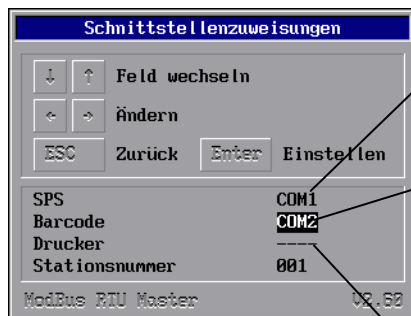 Schnittstellenzuweisungen
↓ ↑ Feld wechseln
← → Ändern
ESC Zurück Enter Einstellen
SPS COM1
Barcode COM2
Drucker ----
Stationsnummer 001
ModBus RTU Master V2.60